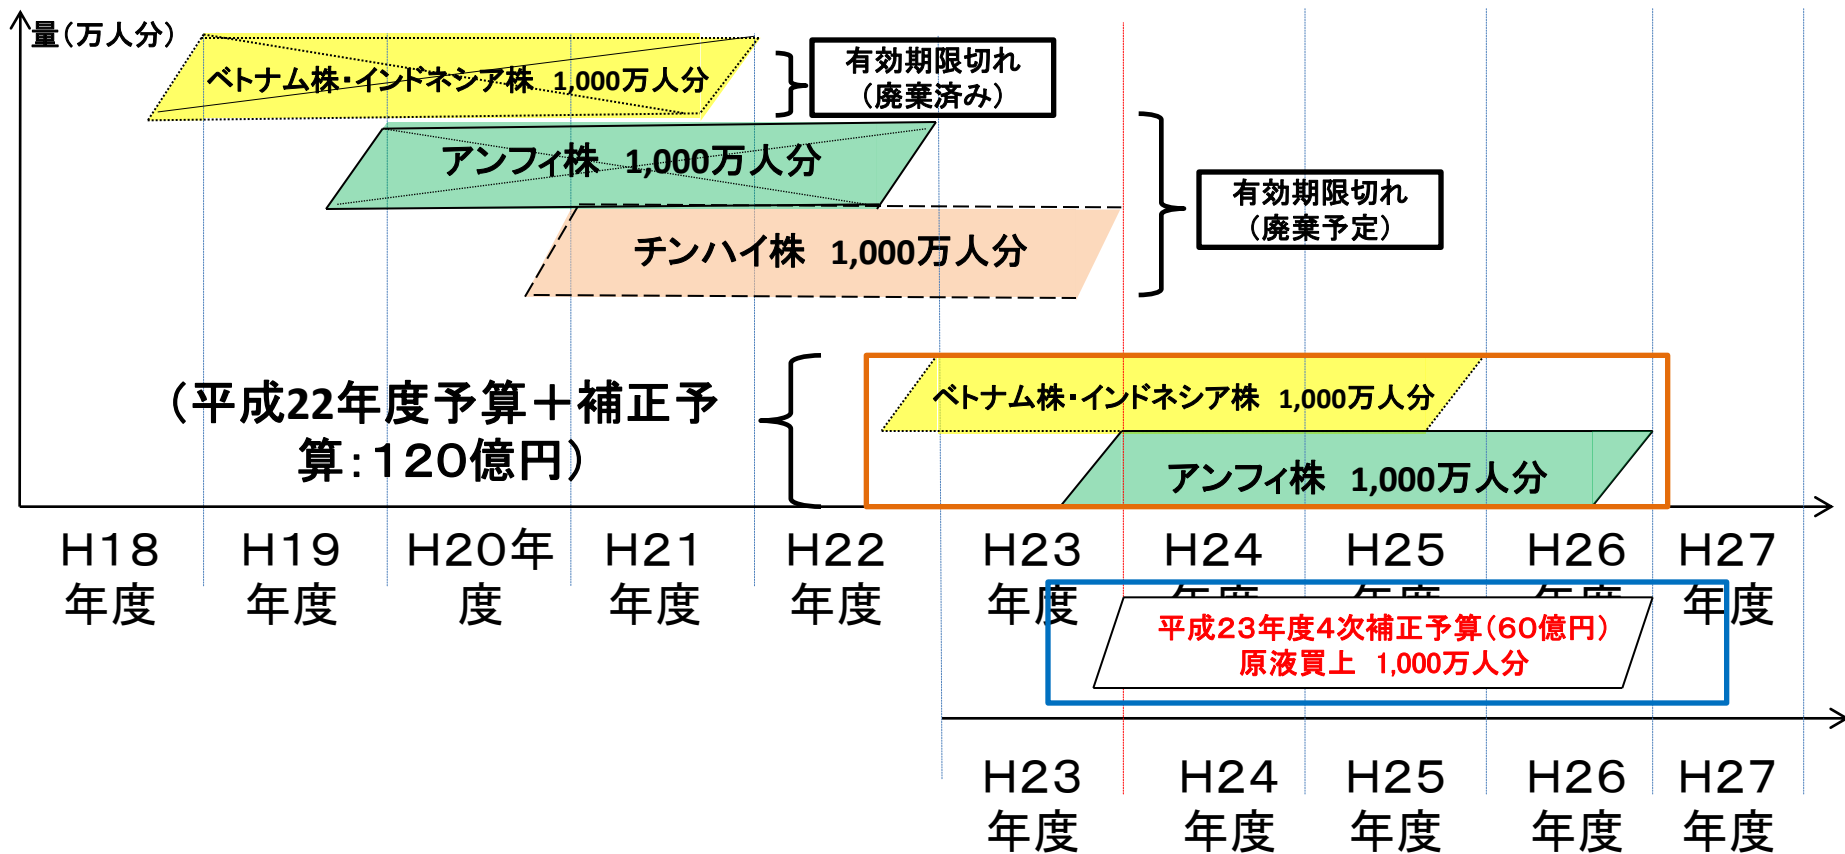 量(万人分)
ベトナム株・インドネシア株 1,000万人分
有効期限切れ
(廃棄済み)
アンフィ株 1,000万人分
有効期限切れ
(廃棄予定)
チンハイ株 1,000万人分
(平成22年度予算+補正予
算:120億円)
ベトナム株・インドネシア株 1,000万人分
アンフィ株 1,000万人分
H18
年度
H19
年度
H20年
度
H21
年度
H22
年度
H23
年度
H24
年度
H25
年度
H26
年度
H27
年度
平成23年度4次補正予算(60億円)
原液買上 1,000万人分
H23
年度
H24
年度
H25
年度
H26
年度
H27
年度